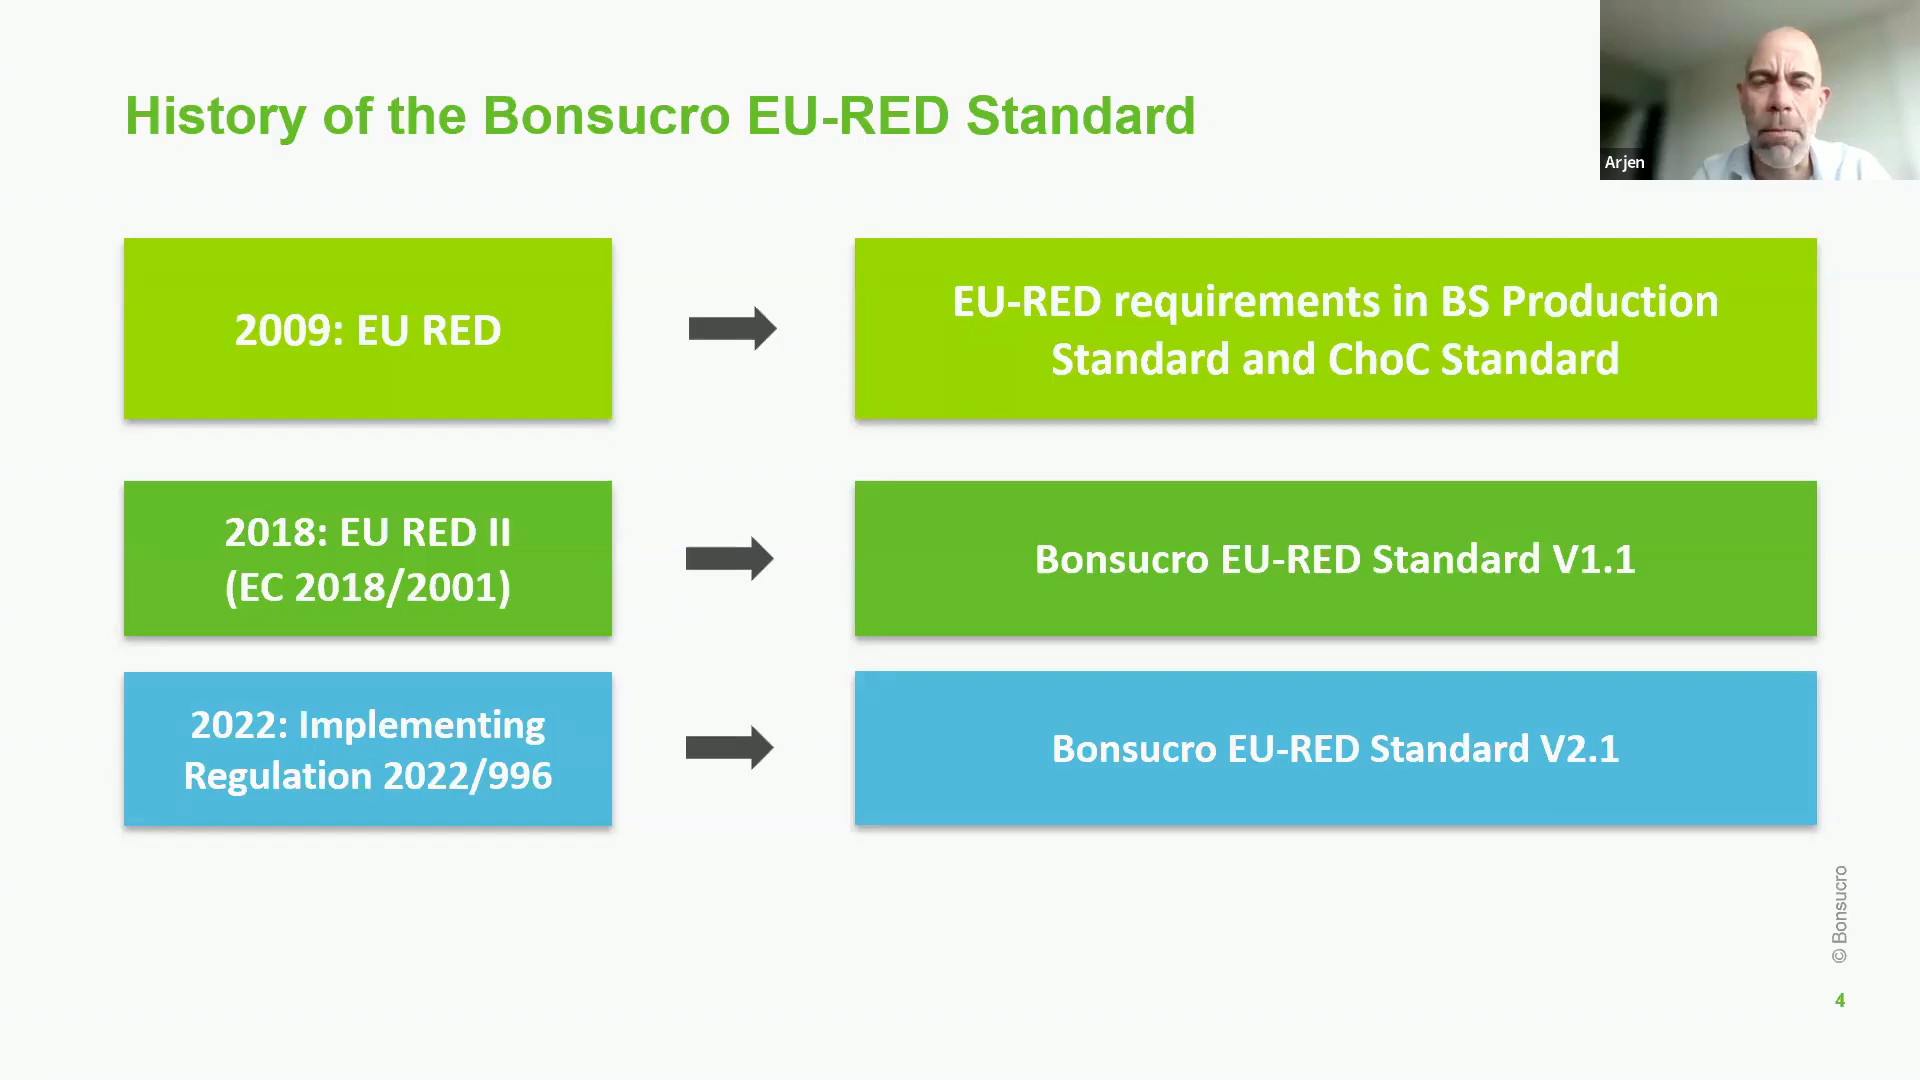 History of the Bonsucro EU-RED Standard
Arjen
2009: EU RED
EU-RED requirements in BS Production
Standard and ChoC Standard
2018: EU RED II
(EC 2018/2001)
Bonsucro EU-RED Standard V1.1
2022: Implementing
Regulation 2022/996
Bonsucro EU-RED Standard V2.1
© Bonsucro
4